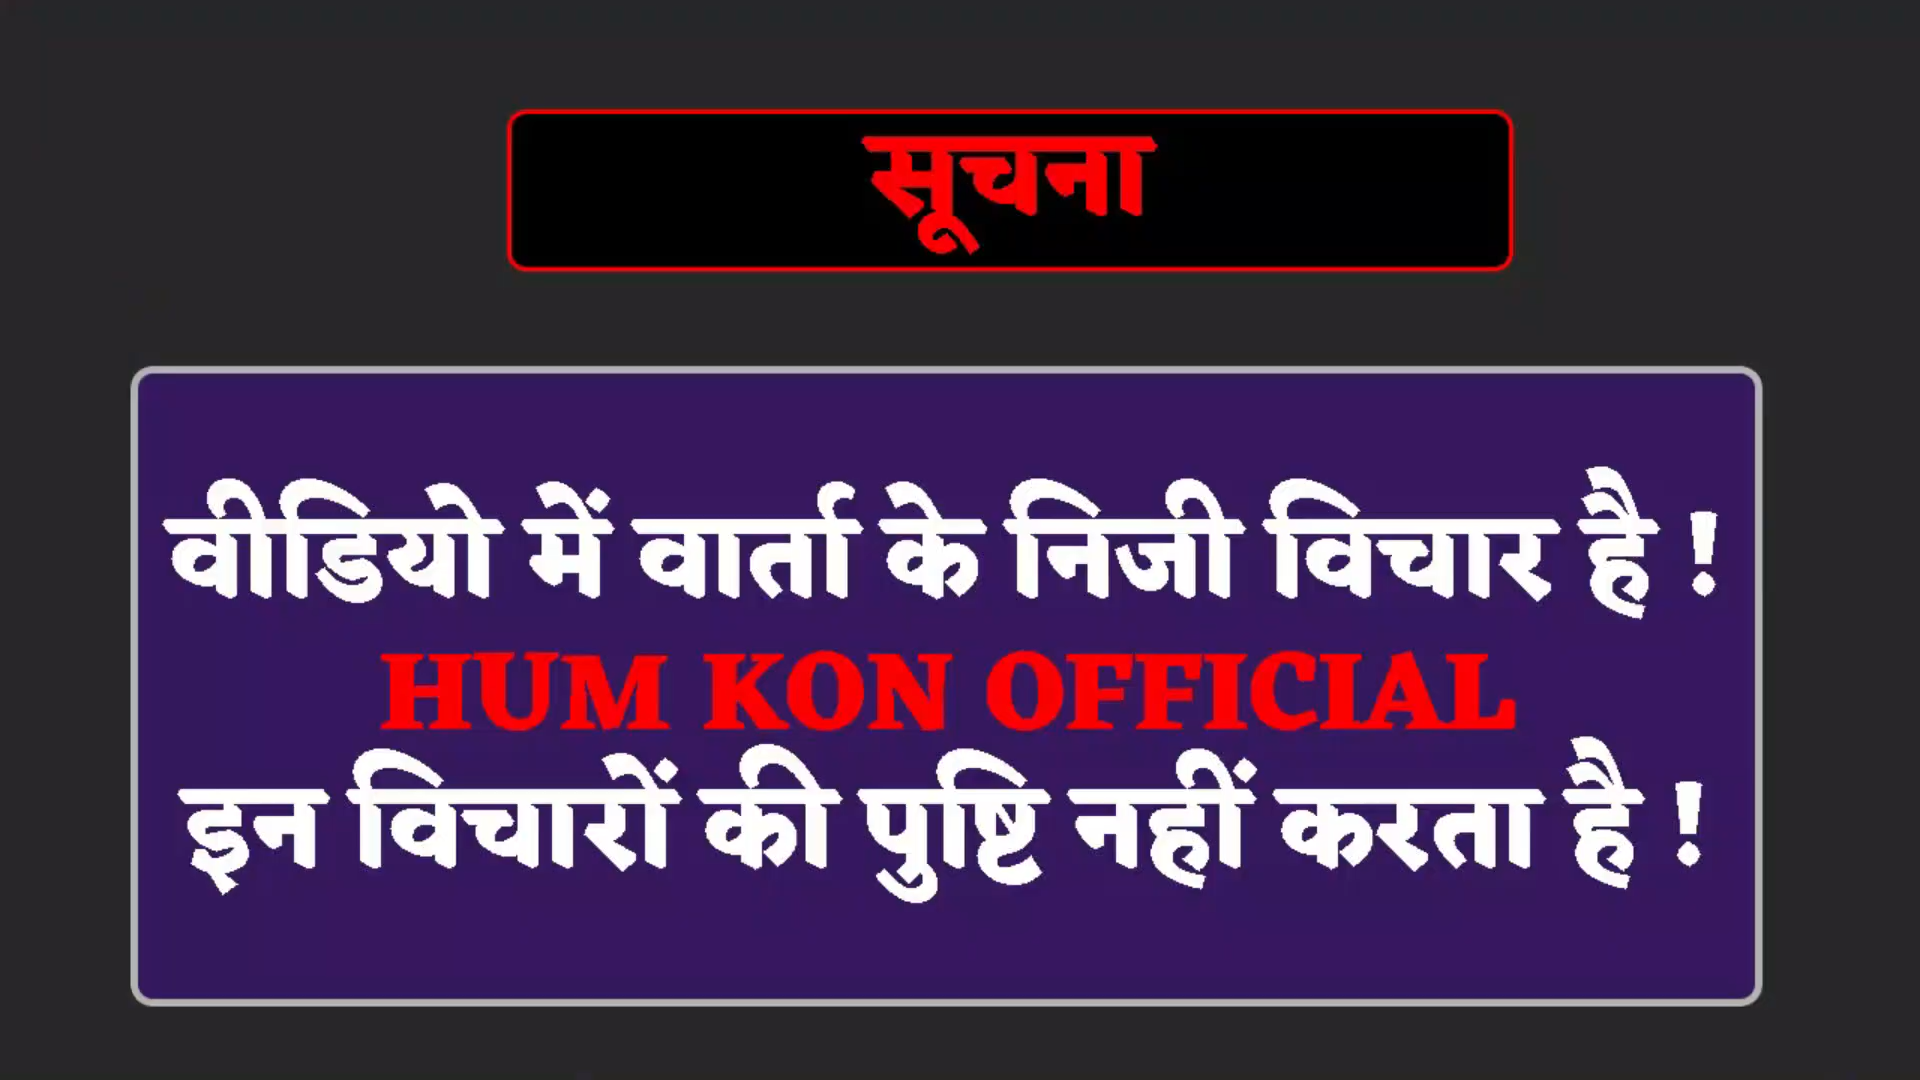 सूचना
वीडियो में वार्ता के निजी विचार है !
HUM KON OFFICIAL
इन विचारों की पुष्टि नहीं करता है !